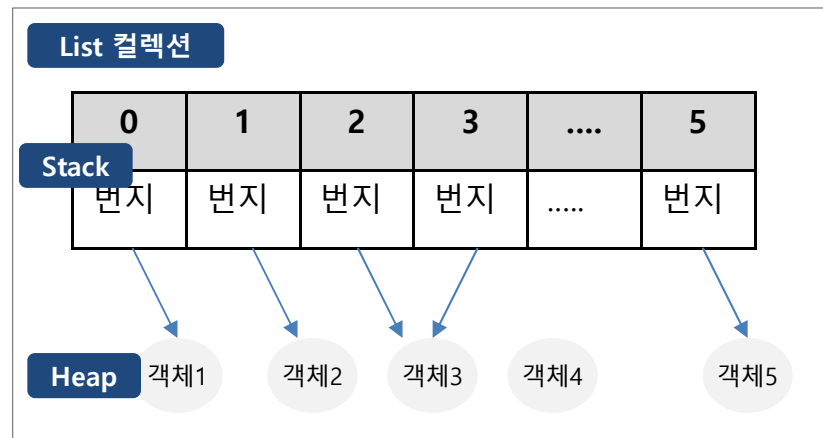 List 컬렉션
0 1 2 3 .... 5
Stack
번지 번지 번지 번지 ..... 번지
Heap 객체1 객체2 객체3 객체4 객체5